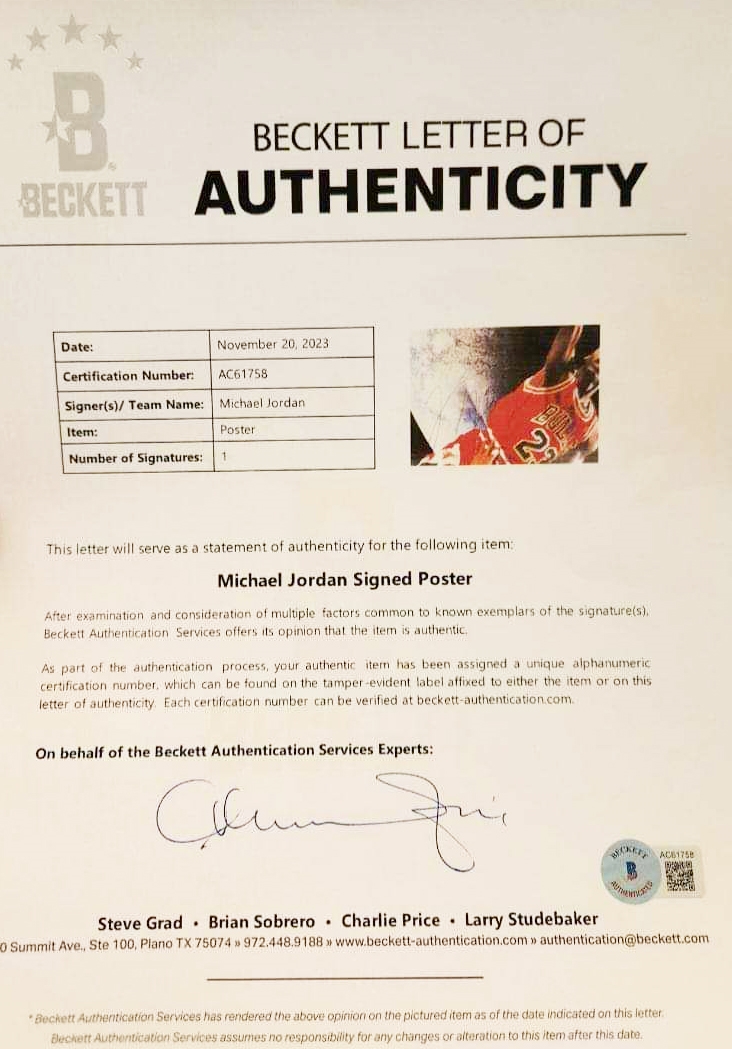 BECKETT LETTER OF
AUTHENTICITY
B
BECKETT
Date: November 20, 2023
Certification Number: AC61758
Signer(s)/ Team Name: Michael Jordan
Item: Poster
Number of Signatures: 1
BUL
23
This letter will serve as a statement of authenticity for the following item:
Michael Jordan Signed Poster
After examination and consideration of multiple factors common to known exemplars of the signature(s),
Beckett Authentication Services offers its opinion that the item is authentic.
As part of the authentication process, your authentic item has been assigned a unique alphanumeric
certification number, which can be found on the tamper-evident label affixed to either the item or on this
letter of authenticity. Each certification number can be verified at beckett-authentication.com.
On behalf of the Beckett Authentication Services Experts:
BECKETT
B
AUTHENTICATED
AC61758
Steve Grad • Brian Sobrero • Charlie Price • Larry Studebaker
0 Summit Ave., Ste 100, Plano TX 75074 » 972.448.9188 » www.beckett-authentication.com » authentication@beckett.com
* Beckett Authentication Services has rendered the above opinion on the pictured item as of the date indicated on this letter.
Beckett Authentication Services assumes no responsibility for any changes or alteration to this item after this date.